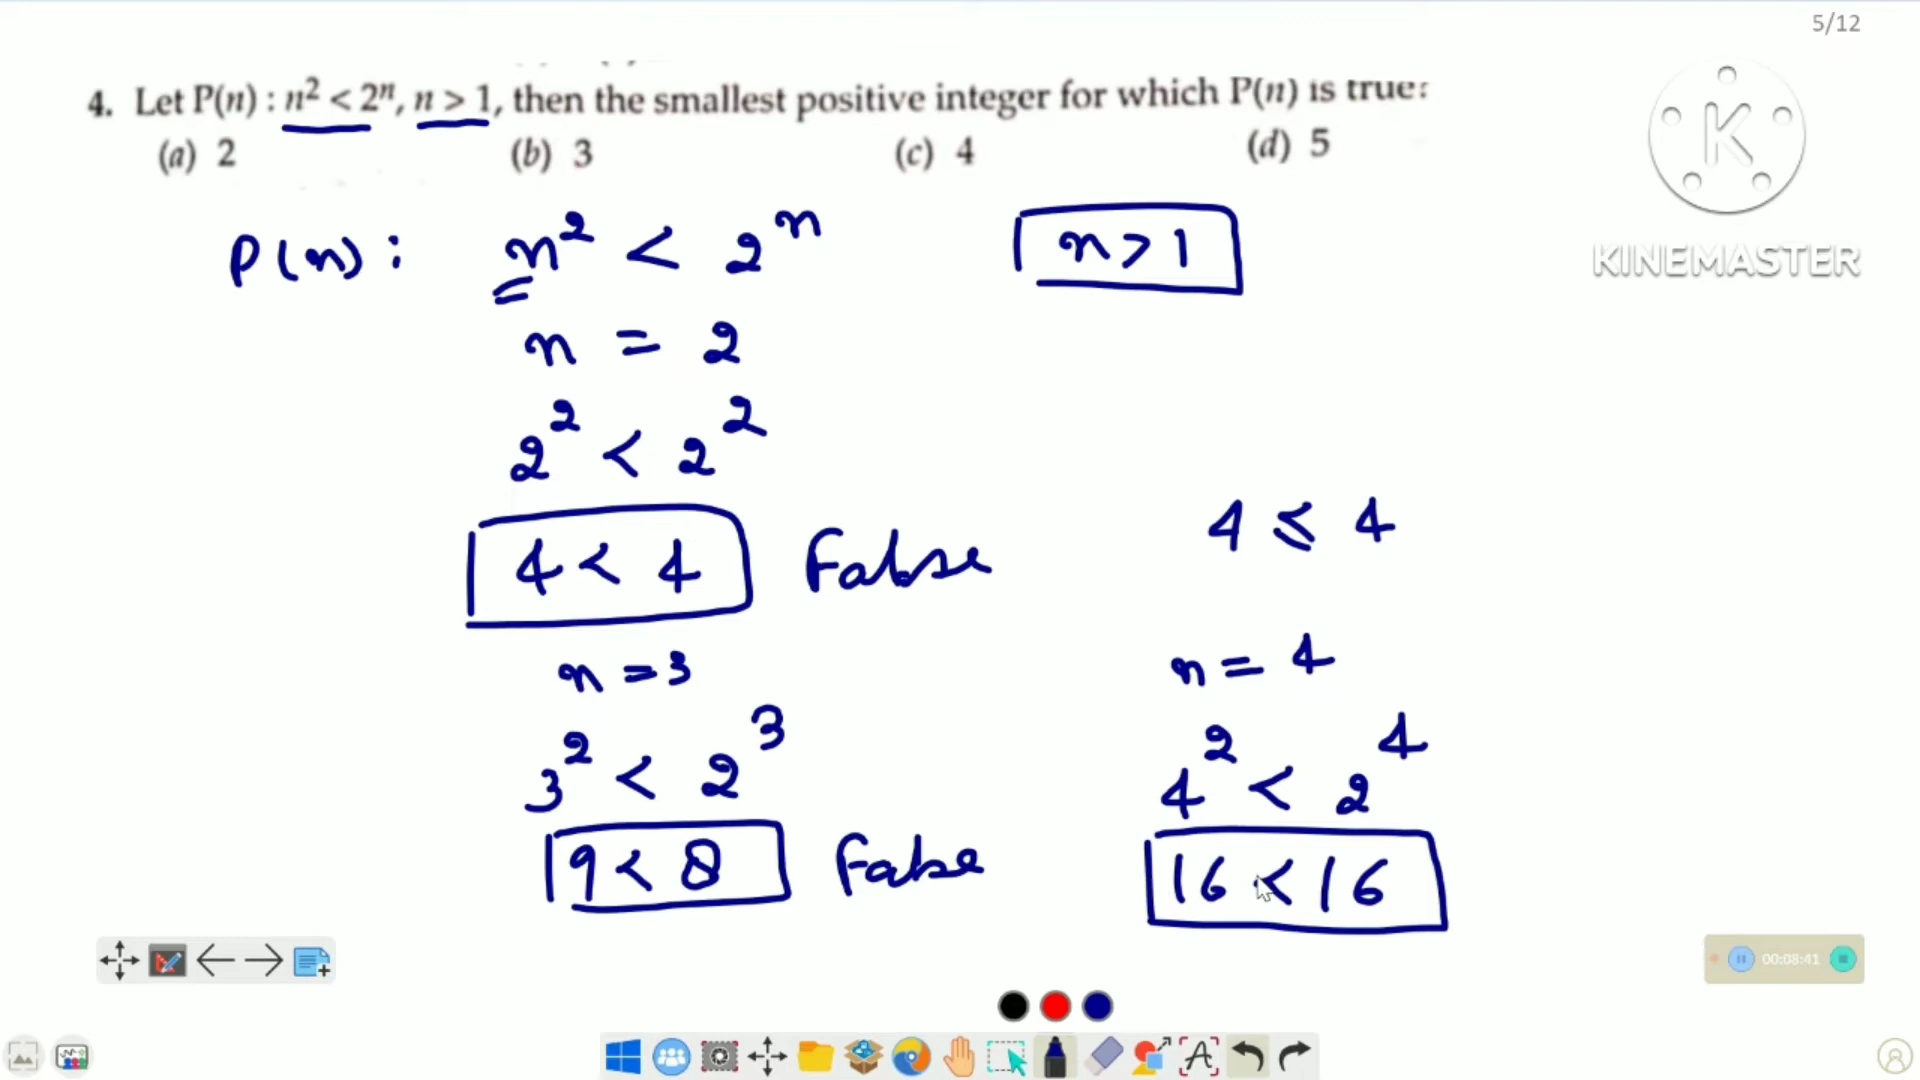 5/12
4. Let P(n) : n² < 2ⁿ, n > 1, then the smallest positive integer for which P(n) is true:
(a) 2 (b) 3 (c) 4 (d) 5
P(n) : n² < 2ⁿ n > 1
KINEMASTER
n = 2
2² < 2²
4 < 4 False 4 ≤ 4
n = 3 n = 4
3² < 2³ 4² < 2⁴
9 < 8 False 16 < 16
00:08:41